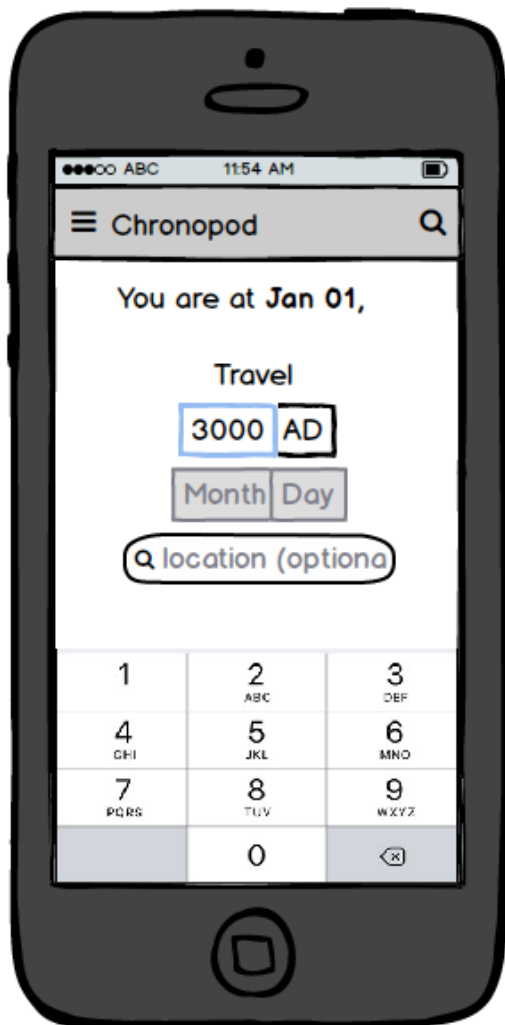 ABC 11:54 AM
Chronopod
You are at Jan 01,
Travel
3000 AD
Month Day
location (optiona
1 2 3
ABC DEF
4 5 6
GHI JKL MNO
7 8 9
PQRS TUV WXYZ
0